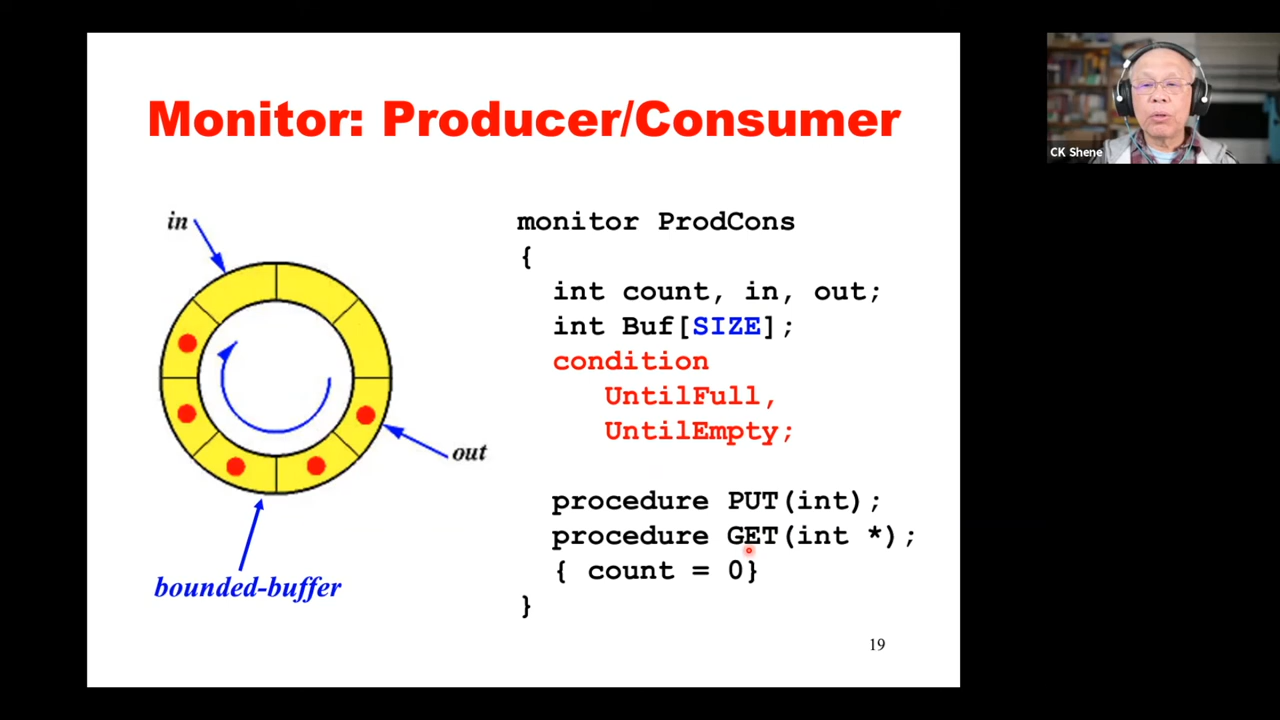 Monitor: Producer/Consumer
in
out
bounded-buffer
monitor ProdCons
{
int count, in, out;
int Buf[SIZE];
condition
UntilFull,
UntilEmpty;
procedure PUT(int);
procedure GET(int *);
{ count = 0}
}
19
CK Shene